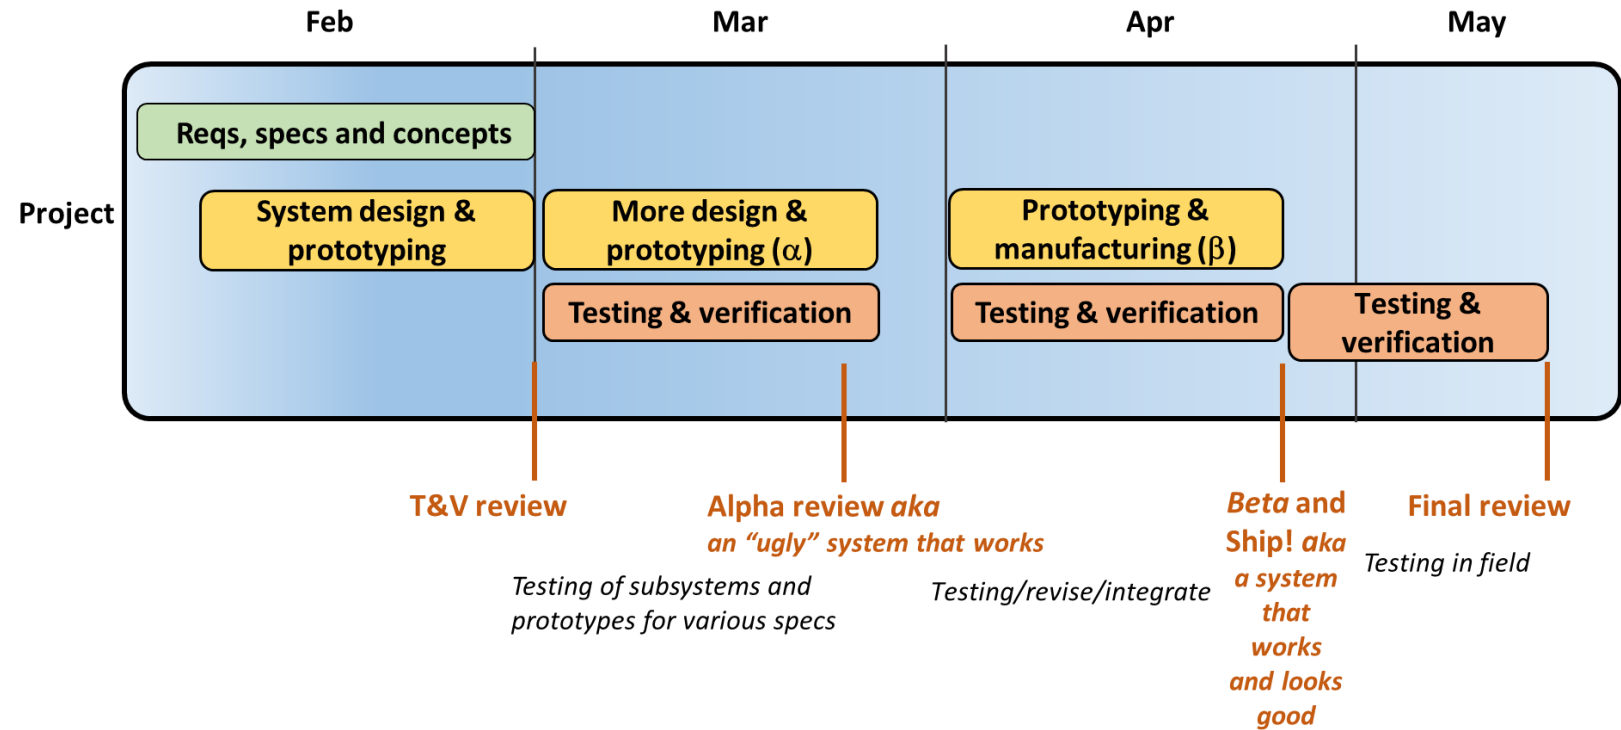 Feb Mar Apr May
Reqs, specs and concepts
Project
System design &
prototyping
More design &
prototyping (α)
Prototyping &
manufacturing (β)
Testing & verification
Testing & verification
Testing &
verification
T&V review
Alpha review aka
an “ugly” system that works
Testing of subsystems and
prototypes for various specs
Testing/revise/integrate
Beta and
Ship! aka
a system
that
works
and looks
good
Final review
Testing in field